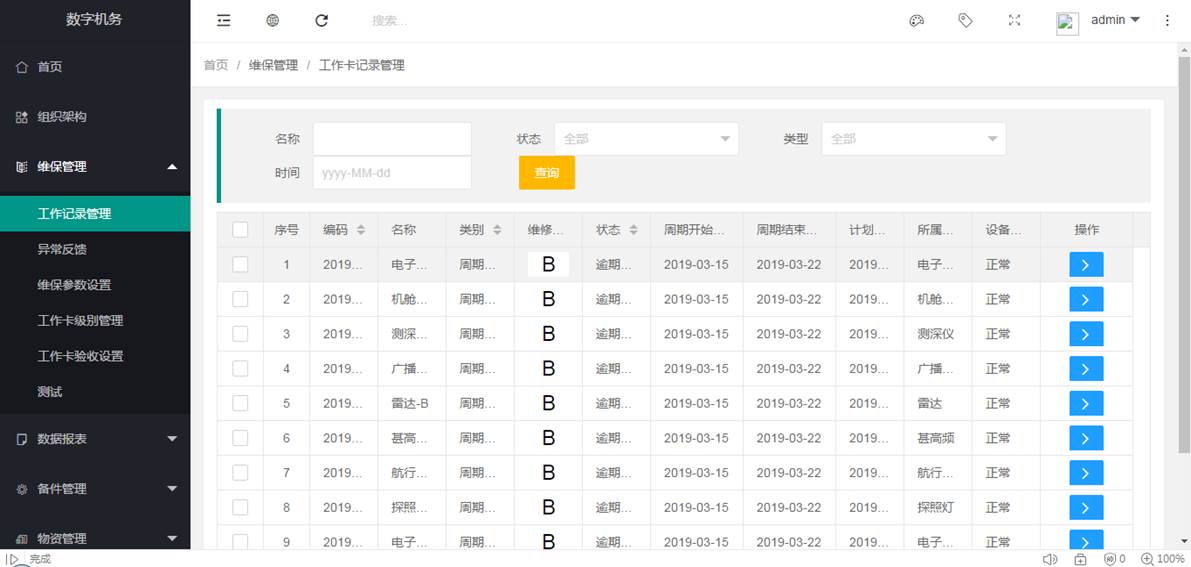 数字机务
搜索...
admin
首页
组织架构
维保管理
工作记录管理
异常反馈
维保参数设置
工作卡级别管理
工作卡验收设置
测试
数据报表
备件管理
物资管理
首页 / 维保管理 / 工作卡记录管理
名称 状态 全部 类型 全部
时间 yyyy-MM-dd 查询
序号 编码 名称 类别 维修... 状态 周期开始... 周期结束... 计划... 所属... 设备... 操作
1 2019... 电子... 周期... B 逾期... 2019-03-15 2019-03-22 2019... 电子... 正常
2 2019... 机舱... 周期... B 逾期... 2019-03-15 2019-03-22 2019... 机舱... 正常
3 2019... 测深... 周期... B 逾期... 2019-03-15 2019-03-22 2019... 测深仪 正常
4 2019... 广播... 周期... B 逾期... 2019-03-15 2019-03-22 2019... 广播... 正常
5 2019... 雷达-B 周期... B 逾期... 2019-03-15 2019-03-22 2019... 雷达 正常
6 2019... 甚高... 周期... B 逾期... 2019-03-15 2019-03-22 2019... 甚高频 正常
7 2019... 航行... 周期... B 逾期... 2019-03-15 2019-03-22 2019... 航行... 正常
8 2019... 探照... 周期... B 逾期... 2019-03-15 2019-03-22 2019... 探照灯 正常
9 2019... 电子... 周期... B 逾期... 2019-03-15 2019-03-22 2019... 电子... 正常
完成 0 100%